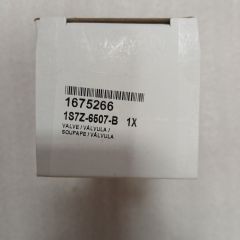 1675266
1S7Z-6507-B 1X
VALVE / VÁLVULA /
SOUPAPE / VÁLVULA